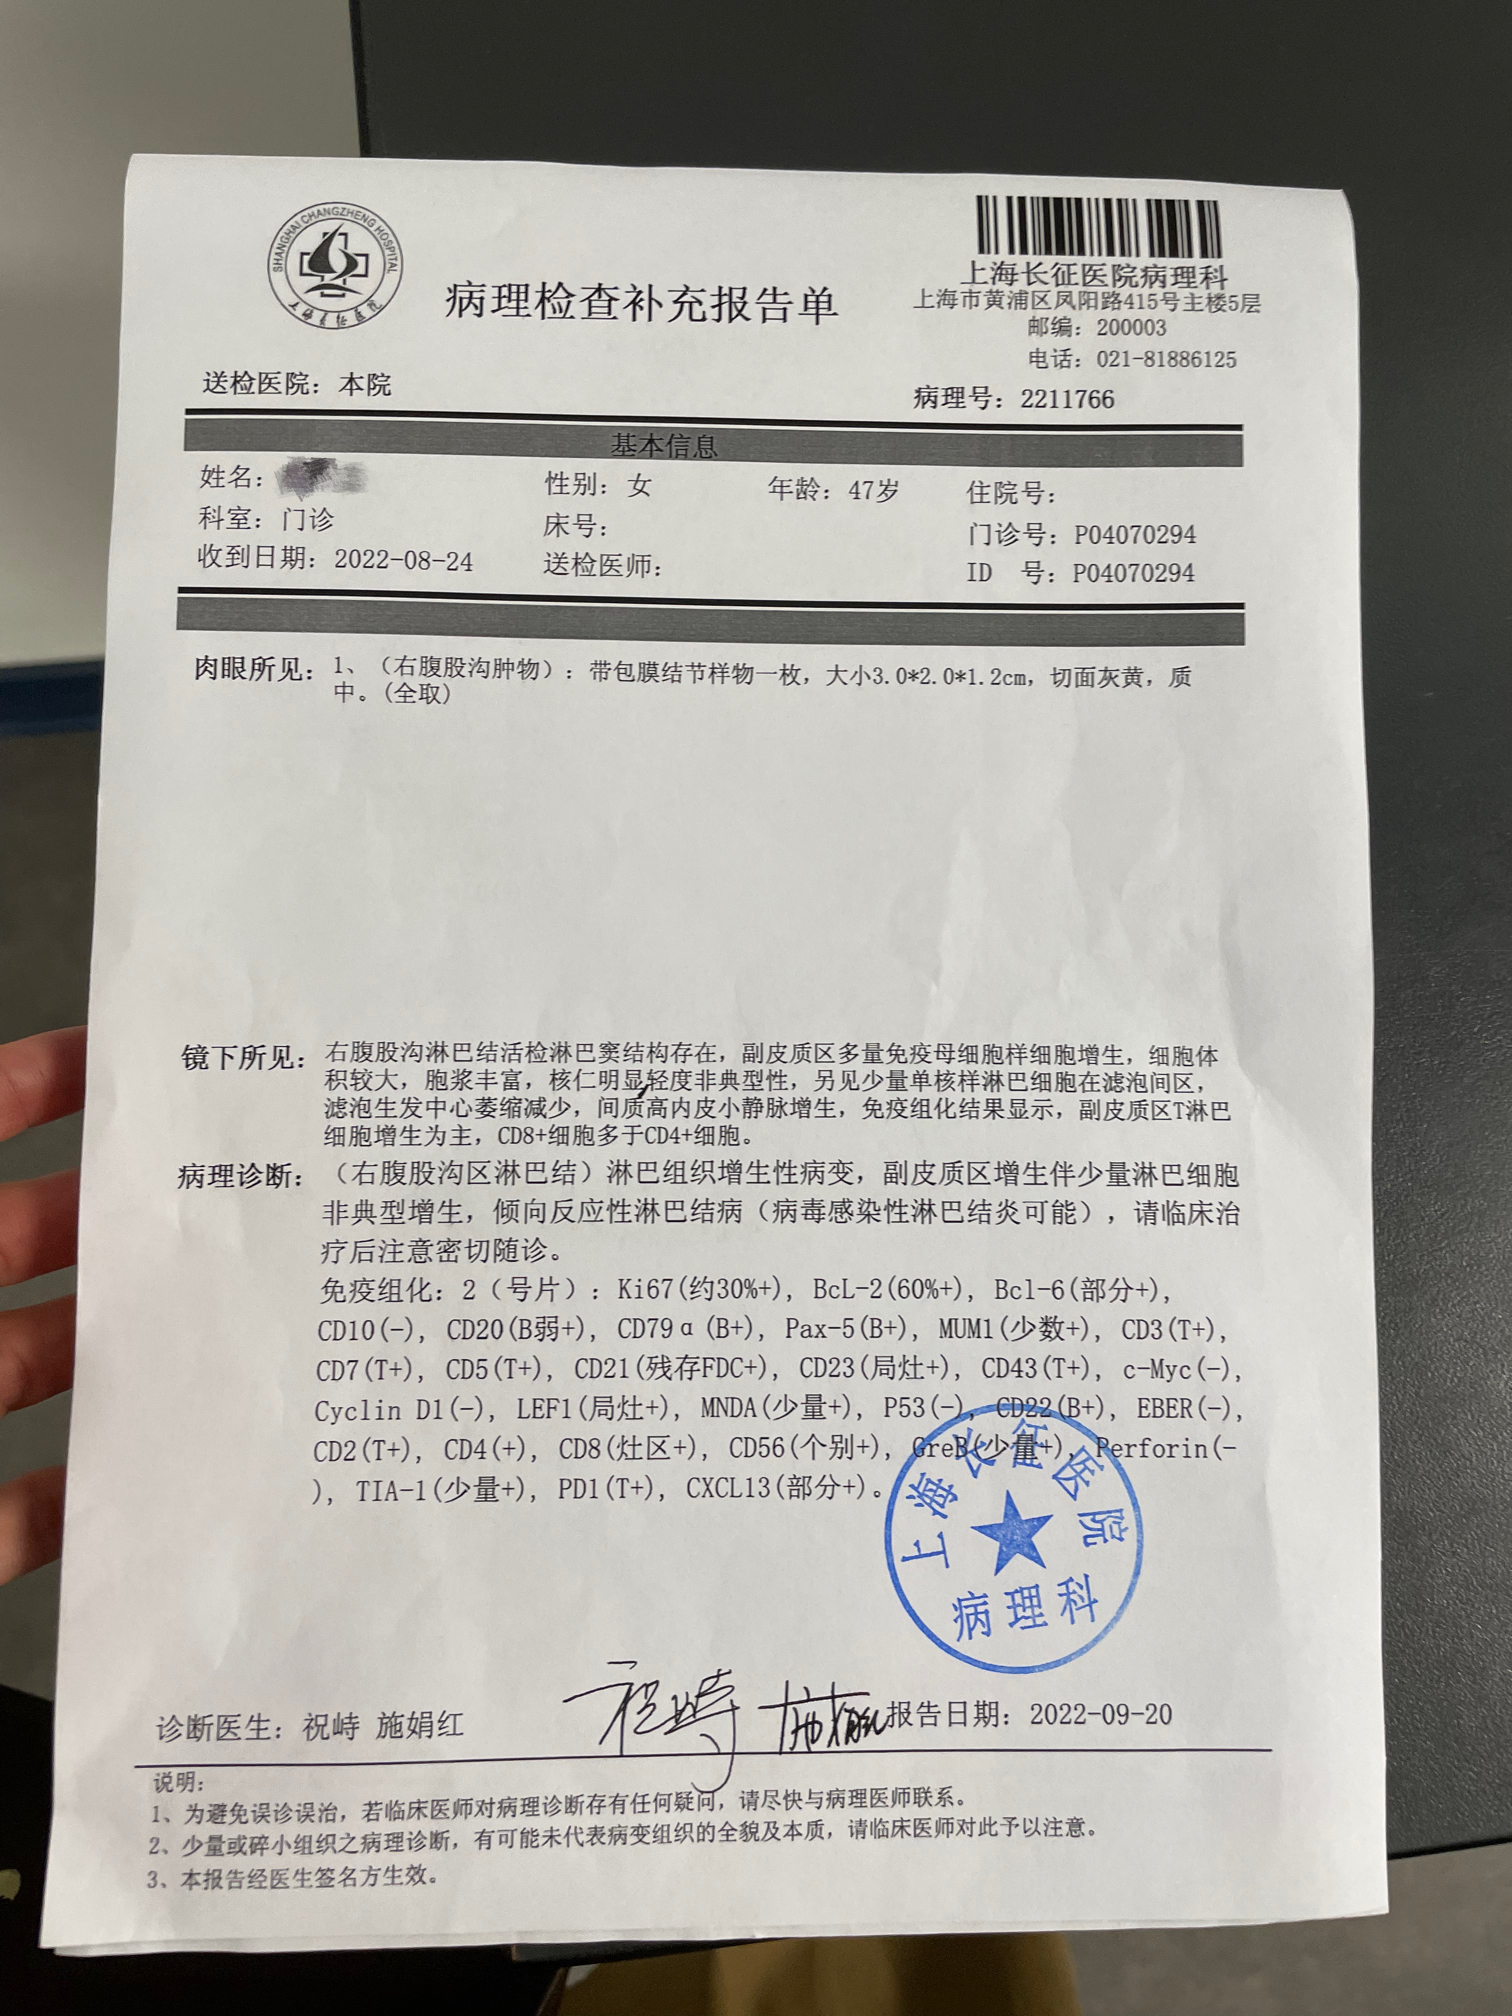 SHANGHAI CHANGZHENG HOSPITAL
上海长征医院
病理检查补充报告单
上海长征医院病理科
上海市黄浦区凤阳路415号主楼5层
邮编：200003
电话：021-81886125
送检医院：本院
病理号：2211766
基本信息
姓名： 性别：女 年龄：47岁 住院号：
科室：门诊 床号： 门诊号：P04070294
收到日期：2022-08-24 送检医师： ID 号：P04070294
肉眼所见：1、（右腹股沟肿物）：带包膜结节样物一枚，大小3.0*2.0*1.2cm，切面灰黄，质
中。(全取)
镜下所见：右腹股沟淋巴结活检淋巴窦结构存在，副皮质区多量免疫母细胞样细胞增生，细胞体
积较大，胞浆丰富，核仁明显轻度非典型性，另见少量单核样淋巴细胞在滤泡间区，
滤泡生发中心萎缩减少，间质高内皮小静脉增生，免疫组化结果显示，副皮质区T淋巴
细胞增生为主，CD8+细胞多于CD4+细胞。
病理诊断：（右腹股沟区淋巴结）淋巴组织增生性病变，副皮质区增生伴少量淋巴细胞
非典型增生，倾向反应性淋巴结病（病毒感染性淋巴结炎可能），请临床治
疗后注意密切随诊。
免疫组化：2（号片）：Ki67(约30%+)，BcL-2(60%+)，Bcl-6(部分+)，
CD10(-)，CD20(B弱+)，CD79α(B+)，Pax-5(B+)，MUM1(少数+)，CD3(T+)，
CD7(T+)，CD5(T+)，CD21(残存FDC+)，CD23(局灶+)，CD43(T+)，c-Myc(-)，
Cyclin D1(-)，LEF1(局灶+)，MNDA(少量+)，P53(-)，CD22(B+)，EBER(-)，
CD2(T+)，CD4(+)，CD8(灶区+)，CD56(个别+)，GreB(少量+)，Perforin(-
)，TIA-1(少量+)，PD1(T+)，CXCL13(部分+)。
上海长征医院
病理科
诊断医生：祝峙 施娟红 祝峙 施娟红 报告日期：2022-09-20
说明：
1、为避免误诊误治，若临床医师对病理诊断存有任何疑问，请尽快与病理医师联系。
2、少量或碎小组织之病理诊断，有可能未代表病变组织的全貌及本质，请临床医师对此予以注意。
3、本报告经医生签名方生效。